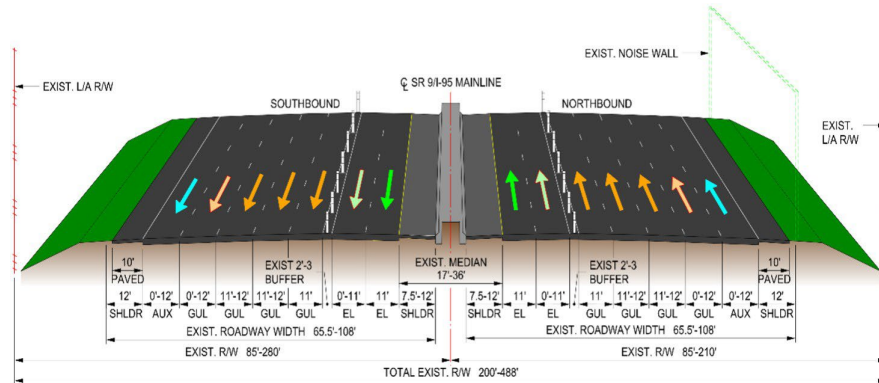 EXIST. NOISE WALL
℄ SR 9/I-95 MAINLINE
EXIST. L/A R/W
SOUTHBOUND
NORTHBOUND
EXIST.
L/A R/W
10'
PAVED
EXIST 2'-3
BUFFER
EXIST. MEDIAN
17'-36'
EXIST 2'-3
BUFFER
10'
PAVED
12' 0'-12' 0'-12' 11'-12' 11'-12' 11' 0'-11' 11' 7.5'-12' 7.5-12' 11' 0'-11' 11' 11'-12' 11'-12' 0'-12' 0'-12' 12'
SHLDR AUX GUL GUL GUL GUL EL EL SHLDR SHLDR EL EL GUL GUL GUL GUL AUX SHLDR
EXIST. ROADWAY WIDTH 65.5'-108' EXIST. ROADWAY WIDTH 65.5'-108'
EXIST. R/W 85'-280' EXIST. R/W 85'-210'
TOTAL EXIST. R/W 200'-488'